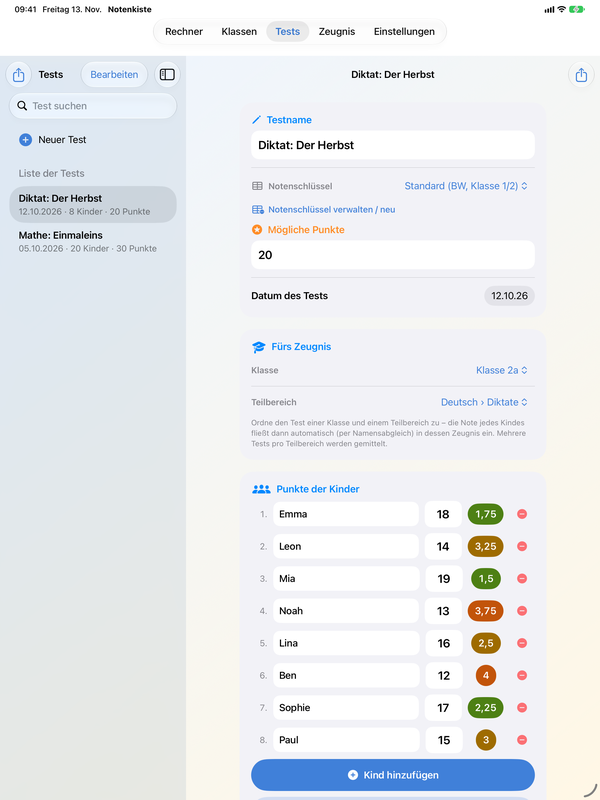 09:41 Freitag 13. Nov. Notenkiste
Rechner Klassen Tests Zeugnis Einstellungen
Tests Bearbeiten
Test suchen
Neuer Test
Liste der Tests
Diktat: Der Herbst
12.10.2026 · 8 Kinder · 20 Punkte
Mathe: Einmaleins
05.10.2026 · 20 Kinder · 30 Punkte
Diktat: Der Herbst
Testname
Diktat: Der Herbst
Notenschlüssel Standard (BW, Klasse 1/2)
Notenschlüssel verwalten / neu
Mögliche Punkte
20
Datum des Tests 12.10.26
Fürs Zeugnis
Klasse Klasse 2a
Teilbereich Deutsch › Diktate
Ordne den Test einer Klasse und einem Teilbereich zu – die Note jedes Kindes
fließt dann automatisch (per Namensabgleich) in dessen Zeugnis ein. Mehrere
Tests pro Teilbereich werden gemittelt.
Punkte der Kinder
1. Emma 18 1,75
2. Leon 14 3,25
3. Mia 19 1,5
4. Noah 13 3,75
5. Lina 16 2,5
6. Ben 12 4
7. Sophie 17 2,25
8. Paul 15 3
Kind hinzufügen